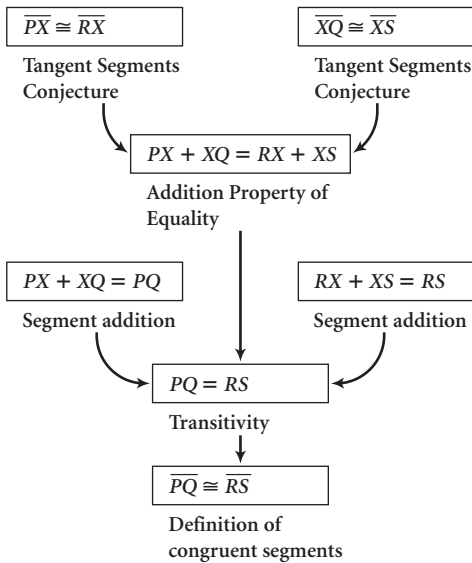 PX ≅ RX
XQ ≅ XS
Tangent Segments
Conjecture
Tangent Segments
Conjecture
PX + XQ = RX + XS
Addition Property of
Equality
PX + XQ = PQ
RX + XS = RS
Segment addition
Segment addition
PQ = RS
Transitivity
PQ ≅ RS
Definition of
congruent segments